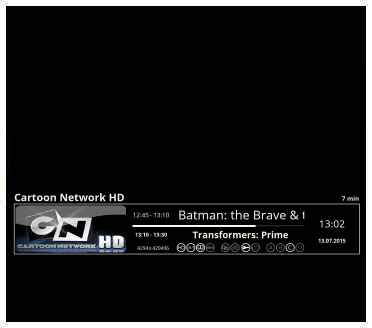 Cartoon Network HD
7 min
CN
CARTOON NETWORK HD
12:45 - 13:10
Batman: the Brave & t
13:10 - 13:30
Transformers: Prime
13:02
13.07.2015